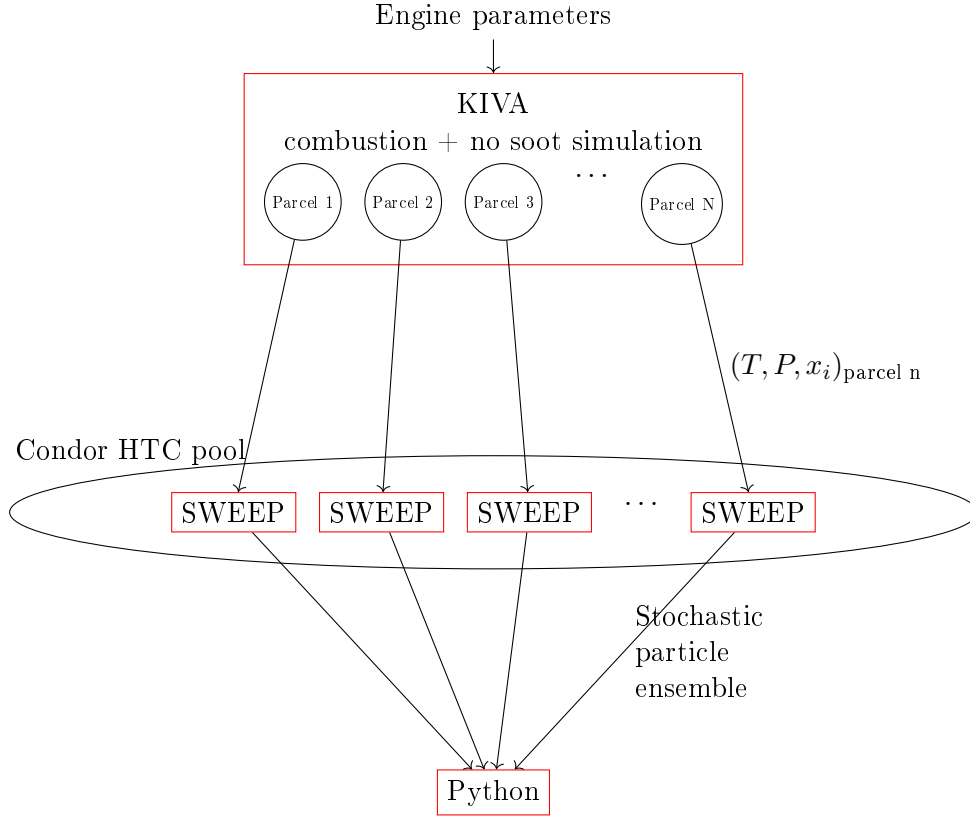 Engine parameters
KIVA
combustion + no soot simulation
Parcel 1 Parcel 2 Parcel 3 ... Parcel N
(T, P, x_i)_parcel n
Condor HTC pool
SWEEP SWEEP SWEEP ... SWEEP
Stochastic
particle
ensemble
Python